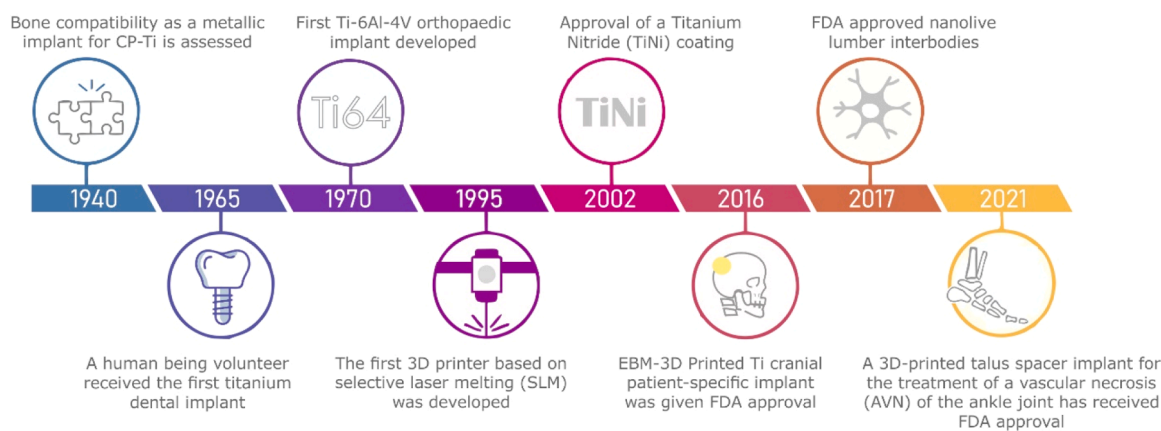 Bone compatibility as a metallic
implant for CP-Ti is assessed
First Ti-6Al-4V orthopaedic
implant developed
Approval of a Titanium
Nitride (TiNi) coating
FDA approved nanolive
lumber interbodies
Ti64
TiNi
1940
1965
1970
1995
2002
2016
2017
2021
A human being volunteer
received the first titanium
dental implant
The first 3D printer based on
selective laser melting (SLM)
was developed
EBM-3D Printed Ti cranial
patient-specific implant
was given FDA approval
A 3D-printed talus spacer implant for
the treatment of a vascular necrosis
(AVN) of the ankle joint has received
FDA approval